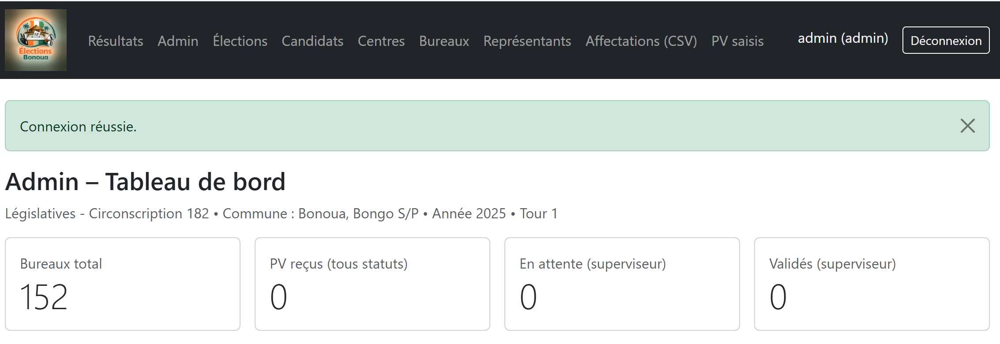 Élections
Bonoua
Résultats Admin Élections Candidats Centres Bureaux Représentants Affectations (CSV) PV saisis admin (admin) Déconnexion
Connexion réussie.
Admin – Tableau de bord
Législatives - Circonscription 182 • Commune : Bonoua, Bongo S/P • Année 2025 • Tour 1
Bureaux total
152
PV reçus (tous statuts)
0
En attente (superviseur)
0
Validés (superviseur)
0